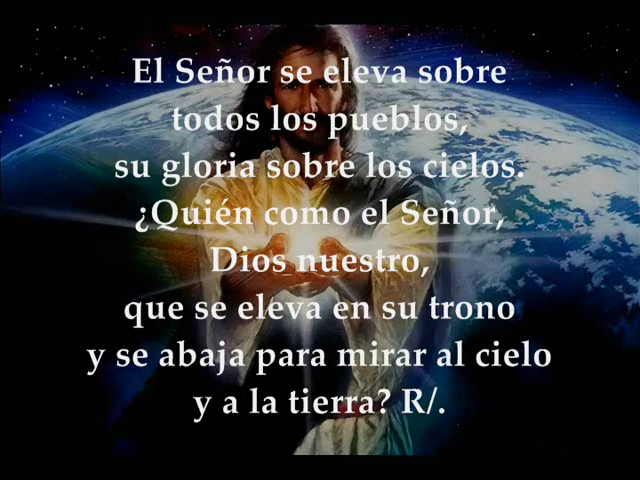 El Señor se eleva sobre
todos los pueblos,
su gloria sobre los cielos.
¿Quién como el Señor,
Dios nuestro,
que se eleva en su trono
y se abaja para mirar al cielo
y a la tierra? R/.